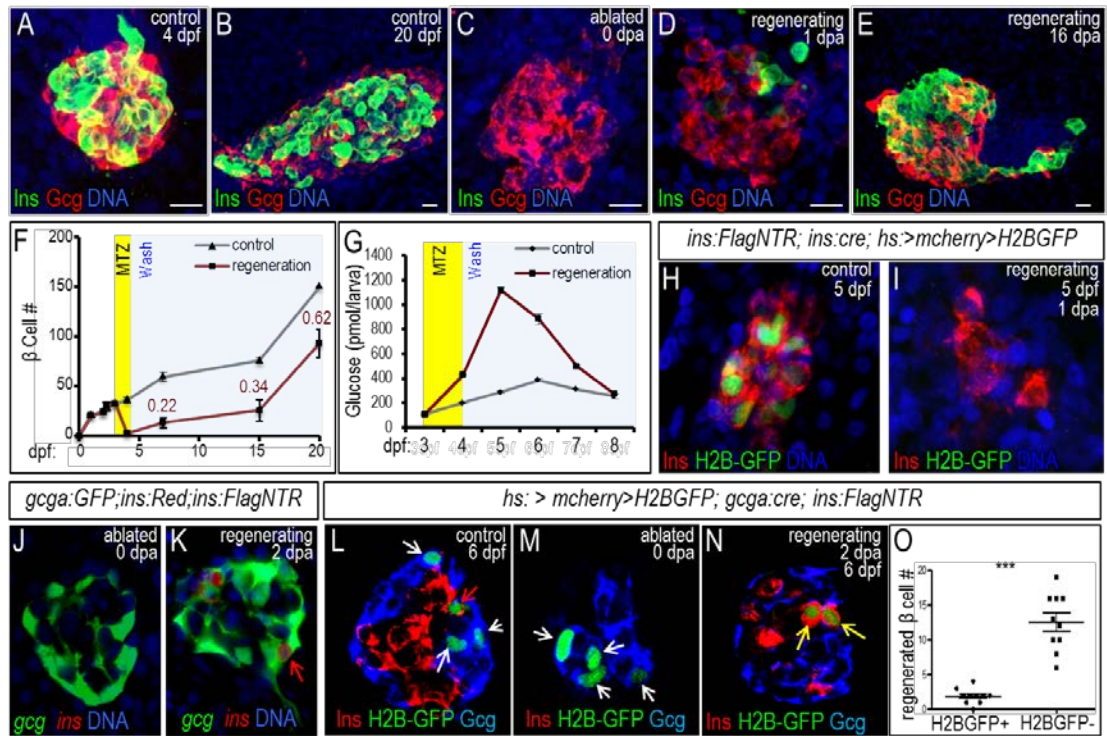 A control
4 dpf
Ins Gcg DNA
B control
20 dpf
Ins Gcg DNA
C ablated
0 dpa
Ins Gcg DNA
D regenerating
1 dpa
Ins Gcg DNA
E regenerating
16 dpa
Ins Gcg DNA
F
β Cell #
200
150
100
50
0
MTZ
Wash
control
regeneration
0.22
0.34
0.62
dpf: 0 5 10 15 20
G
Glucose (pmol/larva)
1400
1200
1000
800
600
400
200
0
MTZ
Wash
control
regeneration
dpf: 3 4 5 6 7 8
ins:FlagNTR; ins:cre; hs:>mcherry>H2BGFP
H control
5 dpf
Ins H2B-GFP DNA
I regenerating
5 dpf
1 dpa
Ins H2B-GFP DNA
gcga:GFP;ins:Red;ins:FlagNTR
J ablated
0 dpa
gcg ins DNA
K regenerating
2 dpa
gcg ins DNA
hs: > mcherry>H2BGFP; gcga:cre; ins:FlagNTR
L control
6 dpf
Ins H2B-GFP Gcg
M ablated
0 dpa
Ins H2B-GFP Gcg
N regenerating
2 dpa
6 dpf
Ins H2B-GFP Gcg
O
regenerated β cell #
20
15
10
5
0
***
H2BGFP+ H2BGFP-